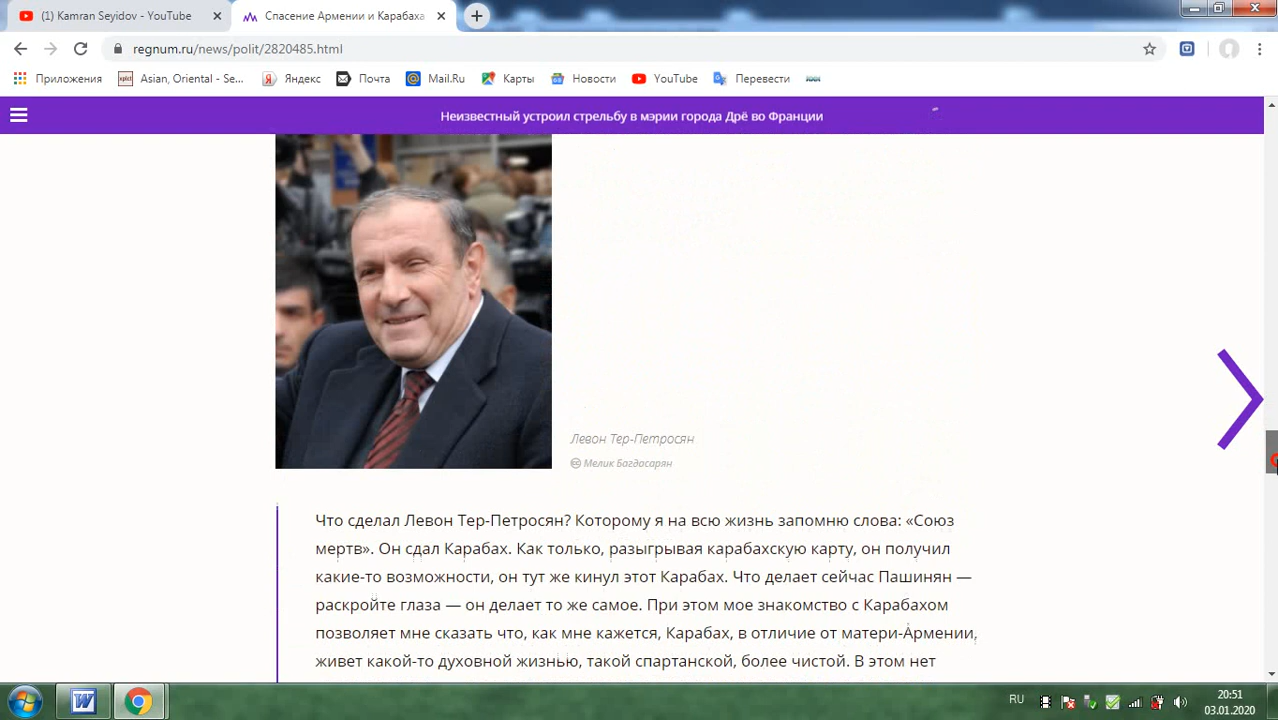 (1) Kamran Seyidov - YouTube
Спасение Армении и Карабаха
regnum.ru/news/polit/2820485.html
Приложения
Asian, Oriental - Se...
Яндекс
Почта
Mail.Ru
Карты
Новости
YouTube
Перевести
Неизвестный устроил стрельбу в мэрии города Дрё во Франции
Левон Тер-Петросян
Мелик Багдасарян
Что сделал Левон Тер-Петросян? Которому я на всю жизнь запомню слова: «Союз
мертв». Он сдал Карабах. Как только, разыгрывая карабахскую карту, он получил
какие-то возможности, он тут же кинул этот Карабах. Что делает сейчас Пашинян —
раскройте глаза — он делает то же самое. При этом мое знакомство с Карабахом
позволяет мне сказать что, как мне кажется, Карабах, в отличие от матери-Армении,
живет какой-то духовной жизнью, такой спартанской, более чистой. В этом нет
RU
20:51
03.01.2020